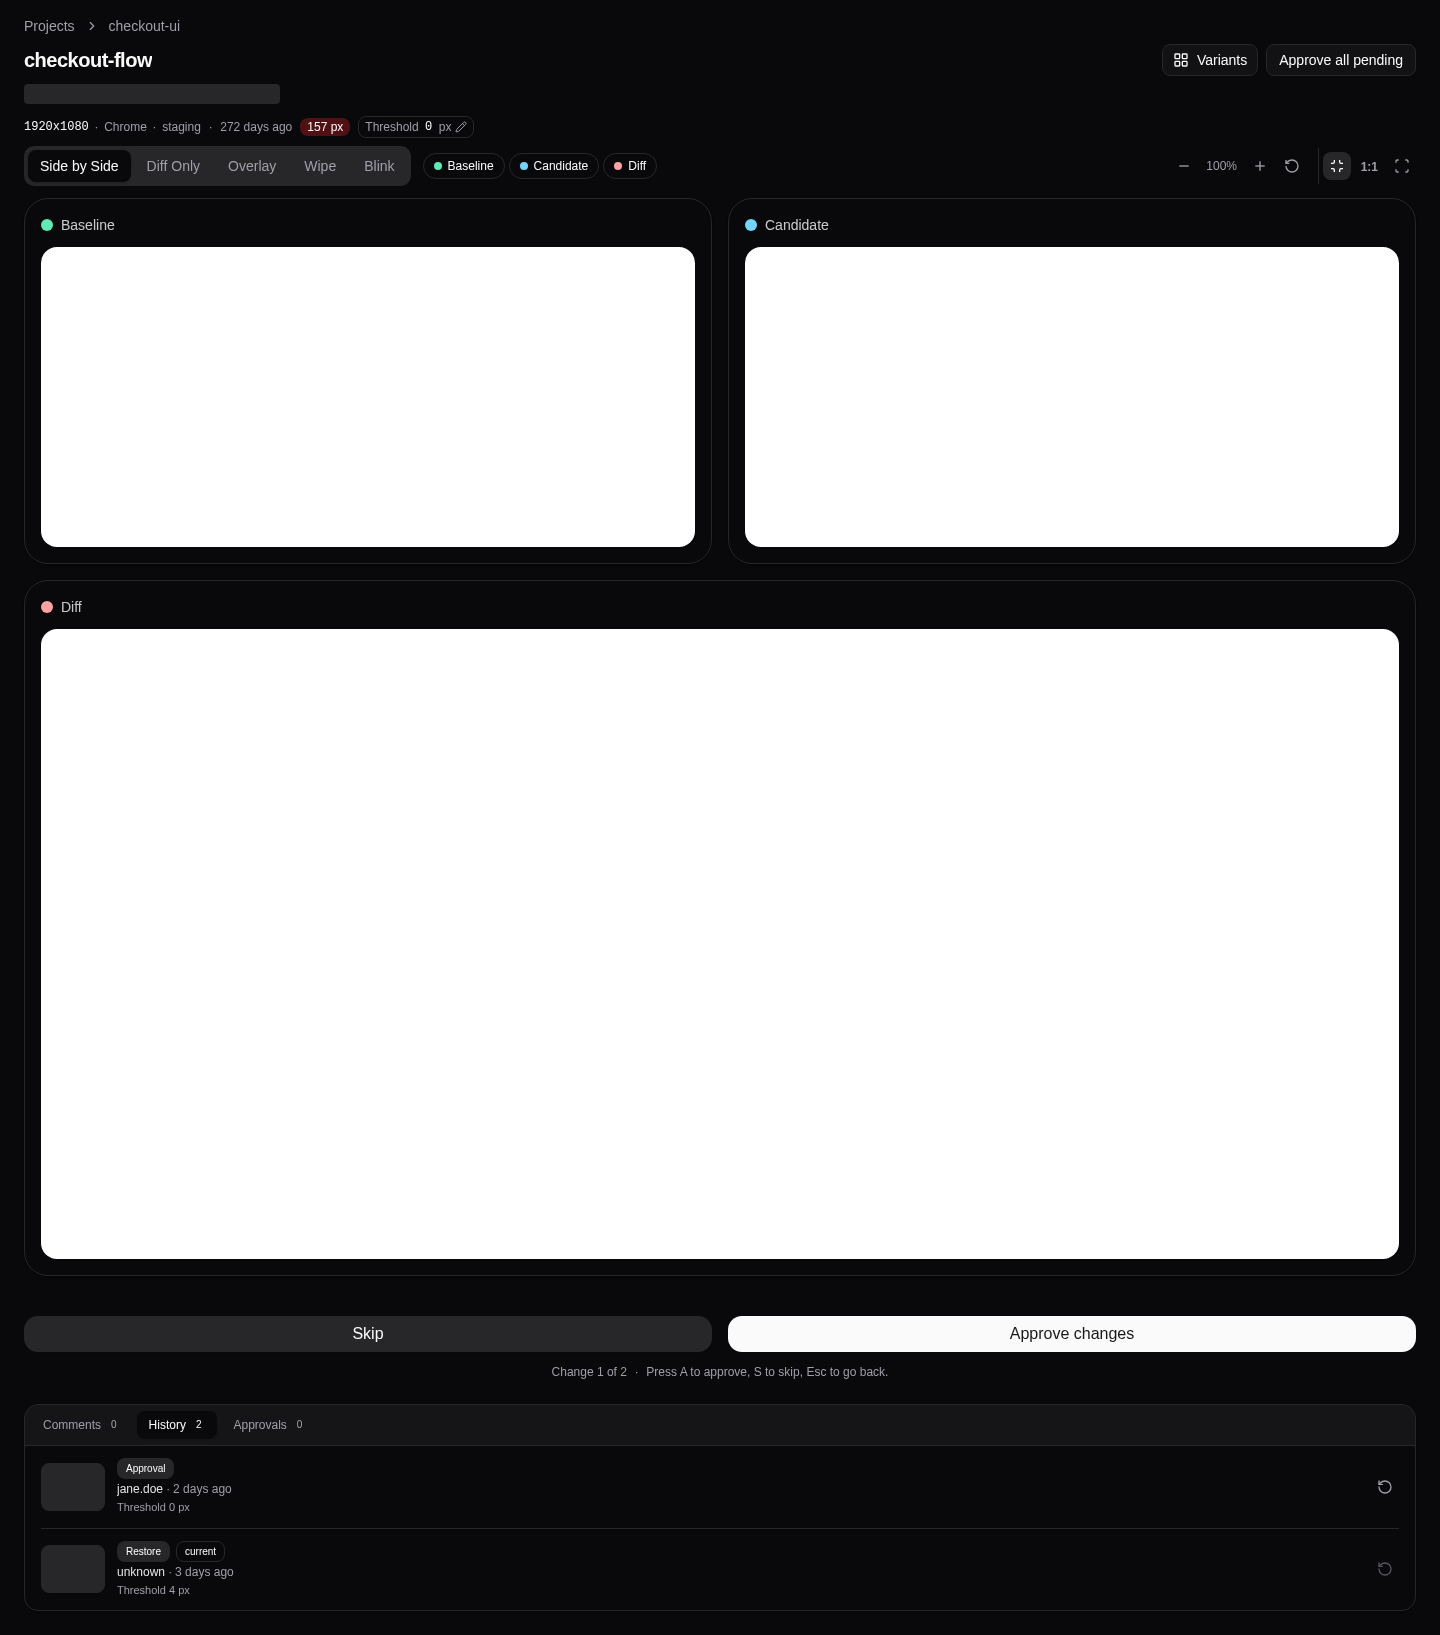 Projects checkout-ui
checkout-flow
Variants
Approve all pending
1920x1080 · Chrome · staging · 272 days ago 157 px Threshold 0 px
Side by Side Diff Only Overlay Wipe Blink
Baseline Candidate Diff
100%
1:1
Baseline
Candidate
Diff
Skip
Approve changes
Change 1 of 2 · Press A to approve, S to skip, Esc to go back.
Comments 0 History 2 Approvals 0
Approval
jane.doe · 2 days ago
Threshold 0 px
Restore current
unknown · 3 days ago
Threshold 4 px